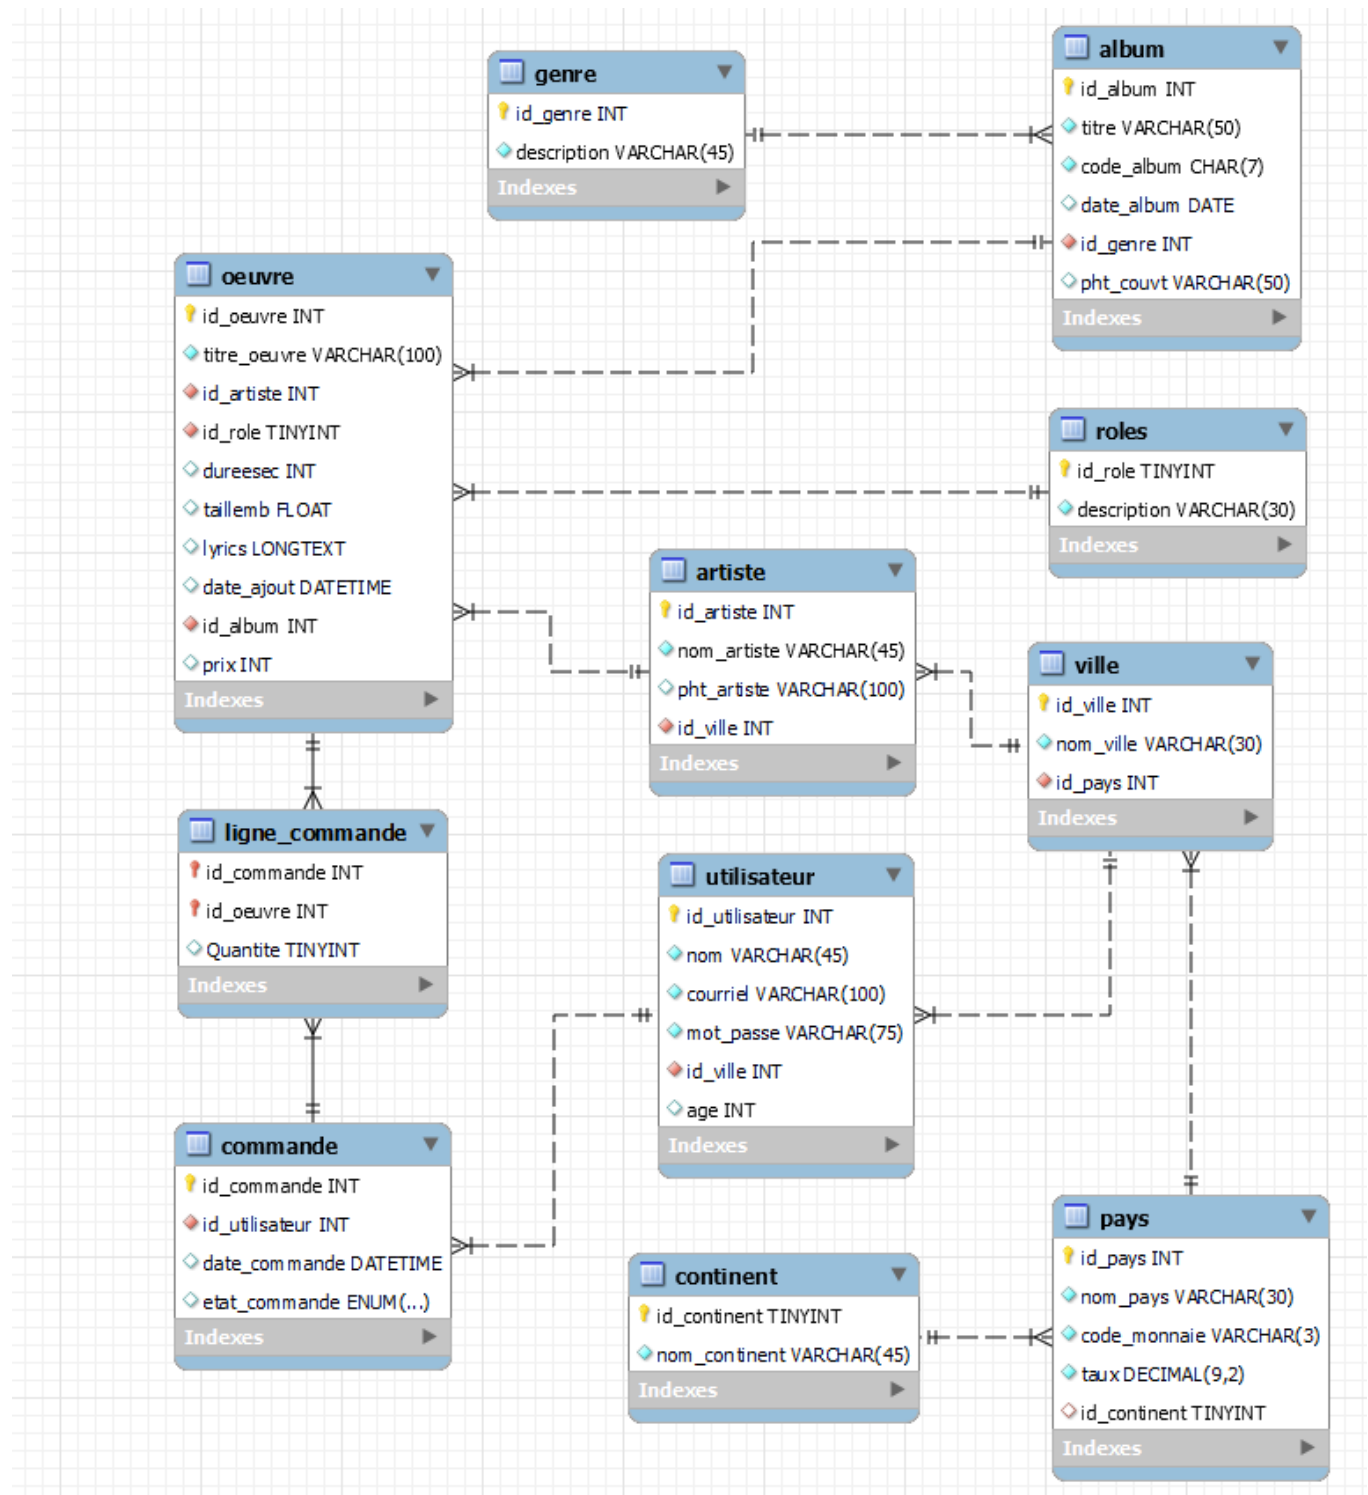 genre
id_genre INT
description VARCHAR(45)
Indexes
album
id_album INT
titre VARCHAR(50)
code_album CHAR(7)
date_album DATE
id_genre INT
pht_couvt VARCHAR(50)
Indexes
oeuvre
id_oeuvre INT
titre_oeuvre VARCHAR(100)
id_artiste INT
id_role TINYINT
dureesec INT
taillemb FLOAT
lyrics LONGTEXT
date_ajout DATETIME
id_album INT
prix INT
Indexes
roles
id_role TINYINT
description VARCHAR(30)
Indexes
artiste
id_artiste INT
nom_artiste VARCHAR(45)
pht_artiste VARCHAR(100)
id_ville INT
Indexes
ville
id_ville INT
nom_ville VARCHAR(30)
id_pays INT
Indexes
ligne_commande
id_commande INT
id_oeuvre INT
Quantite TINYINT
Indexes
utilisateur
id_utilisateur INT
nom VARCHAR(45)
courriel VARCHAR(100)
mot_passe VARCHAR(75)
id_ville INT
age INT
Indexes
commande
id_commande INT
id_utilisateur INT
date_commande DATETIME
etat_commande ENUM(...)
Indexes
continent
id_continent TINYINT
nom_continent VARCHAR(45)
Indexes
pays
id_pays INT
nom_pays VARCHAR(30)
code_monnaie VARCHAR(3)
taux DECIMAL(9,2)
id_continent TINYINT
Indexes